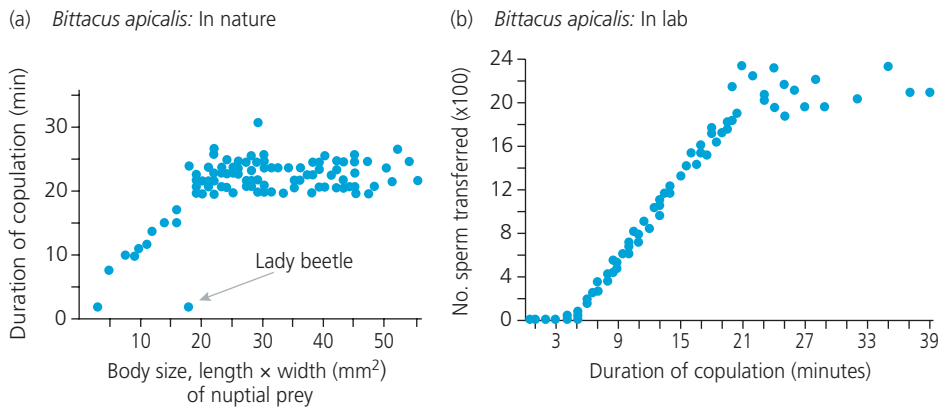 (a) Bittacus apicalis: In nature
Duration of copulation (min)
30
20
10
0
Lady beetle
10 20 30 40 50
Body size, length × width (mm²)
of nuptial prey
(b) Bittacus apicalis: In lab
No. sperm transferred (x100)
24
20
16
12
8
4
0
3 9 15 21 27 33 39
Duration of copulation (minutes)